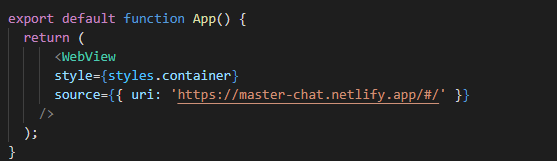 export default function App() {
return (
<WebView
style={styles.container}
source={{ uri: 'https://master-chat.netlify.app/#/' }}
/>
);
}